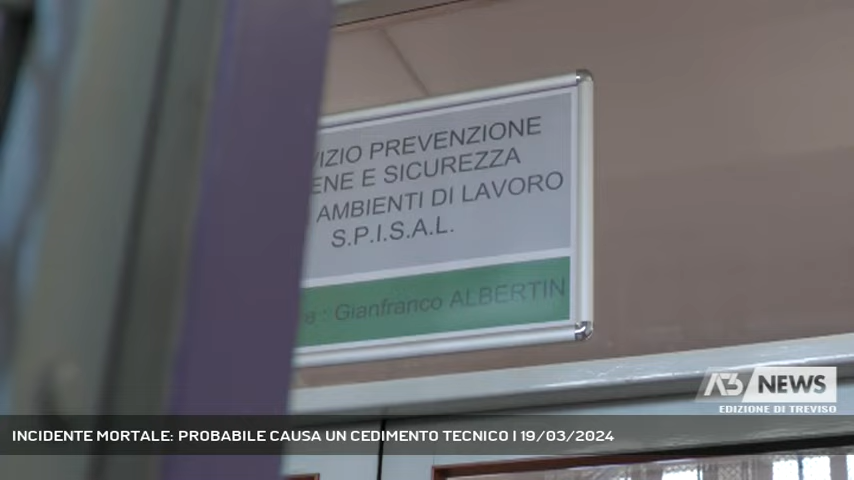 VIZIO PREVENZIONE
ENE E SICUREZZA
AMBIENTI DI LAVORO
S.P.I.S.A.L.
e : Gianfranco ALBERTIN
A3 NEWS
EDIZIONE DI TREVISO
INCIDENTE MORTALE: PROBABILE CAUSA UN CEDIMENTO TECNICO | 19/03/2024